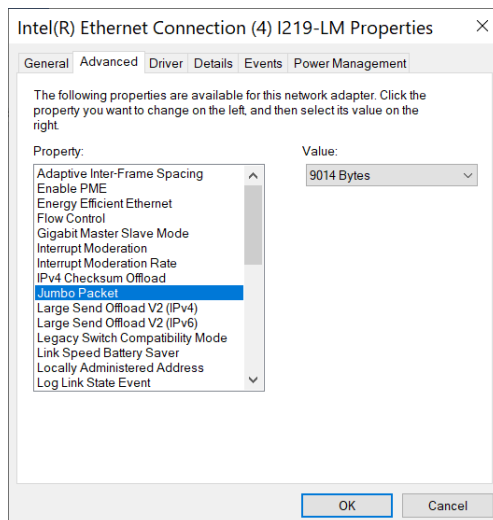 Intel(R) Ethernet Connection (4) I219-LM Properties
General Advanced Driver Details Events Power Management
The following properties are available for this network adapter. Click the
property you want to change on the left, and then select its value on the
right.
Property:
Value:
Adaptive Inter-Frame Spacing
Enable PME
Energy Efficient Ethernet
Flow Control
Gigabit Master Slave Mode
Interrupt Moderation
Interrupt Moderation Rate
IPv4 Checksum Offload
Jumbo Packet
Large Send Offload V2 (IPv4)
Large Send Offload V2 (IPv6)
Legacy Switch Compatibility Mode
Link Speed Battery Saver
Locally Administered Address
Log Link State Event
9014 Bytes
OK
Cancel